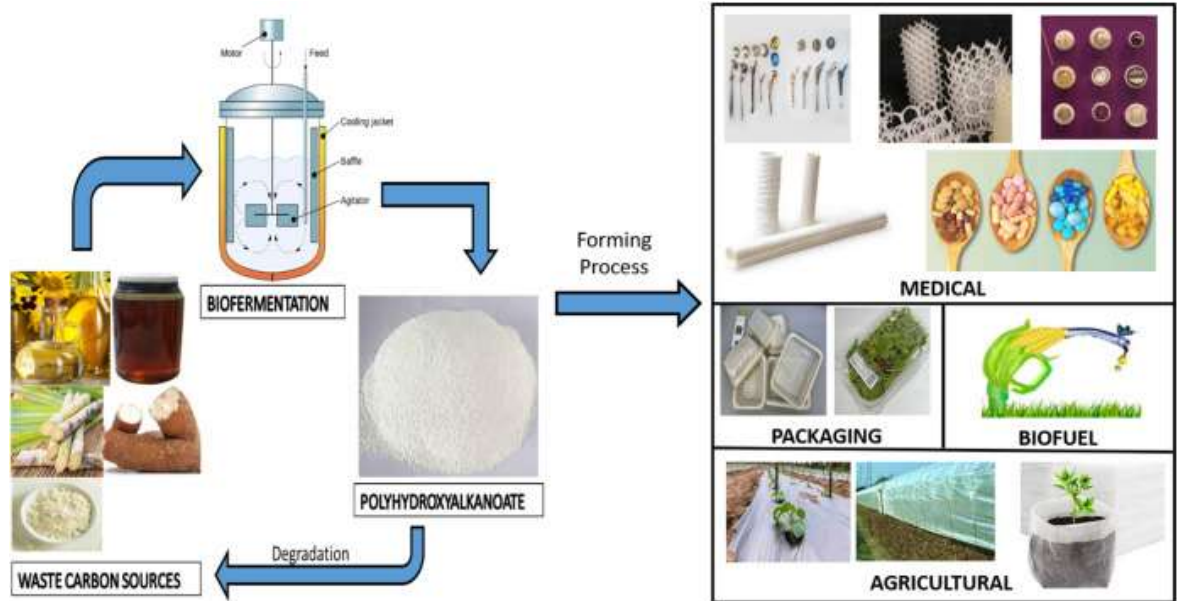 Motor
Feed
Cooling jacket
Baffle
Agitator
BIOFERMENTATION
WASTE CARBON SOURCES
POLYHYDROXYALKANOATE
Degradation
Forming
Process
MEDICAL
PACKAGING
BIOFUEL
AGRICULTURAL